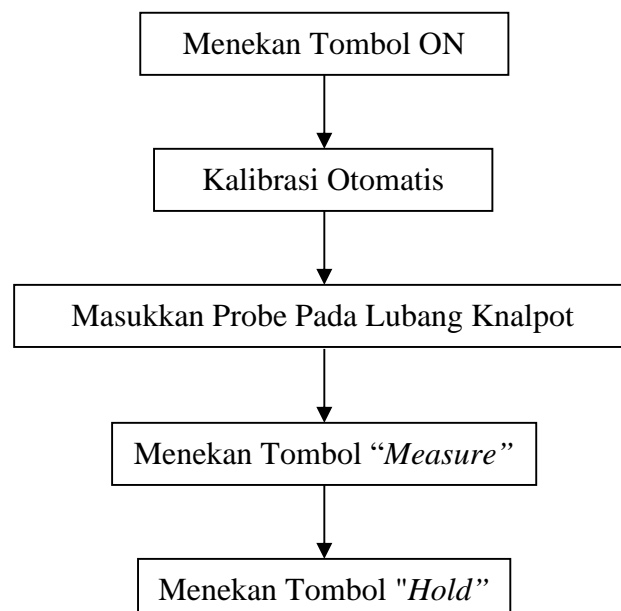 Menekan Tombol ON
Kalibrasi Otomatis
Masukkan Probe Pada Lubang Knalpot
Menekan Tombol “Measure”
Menekan Tombol "Hold”